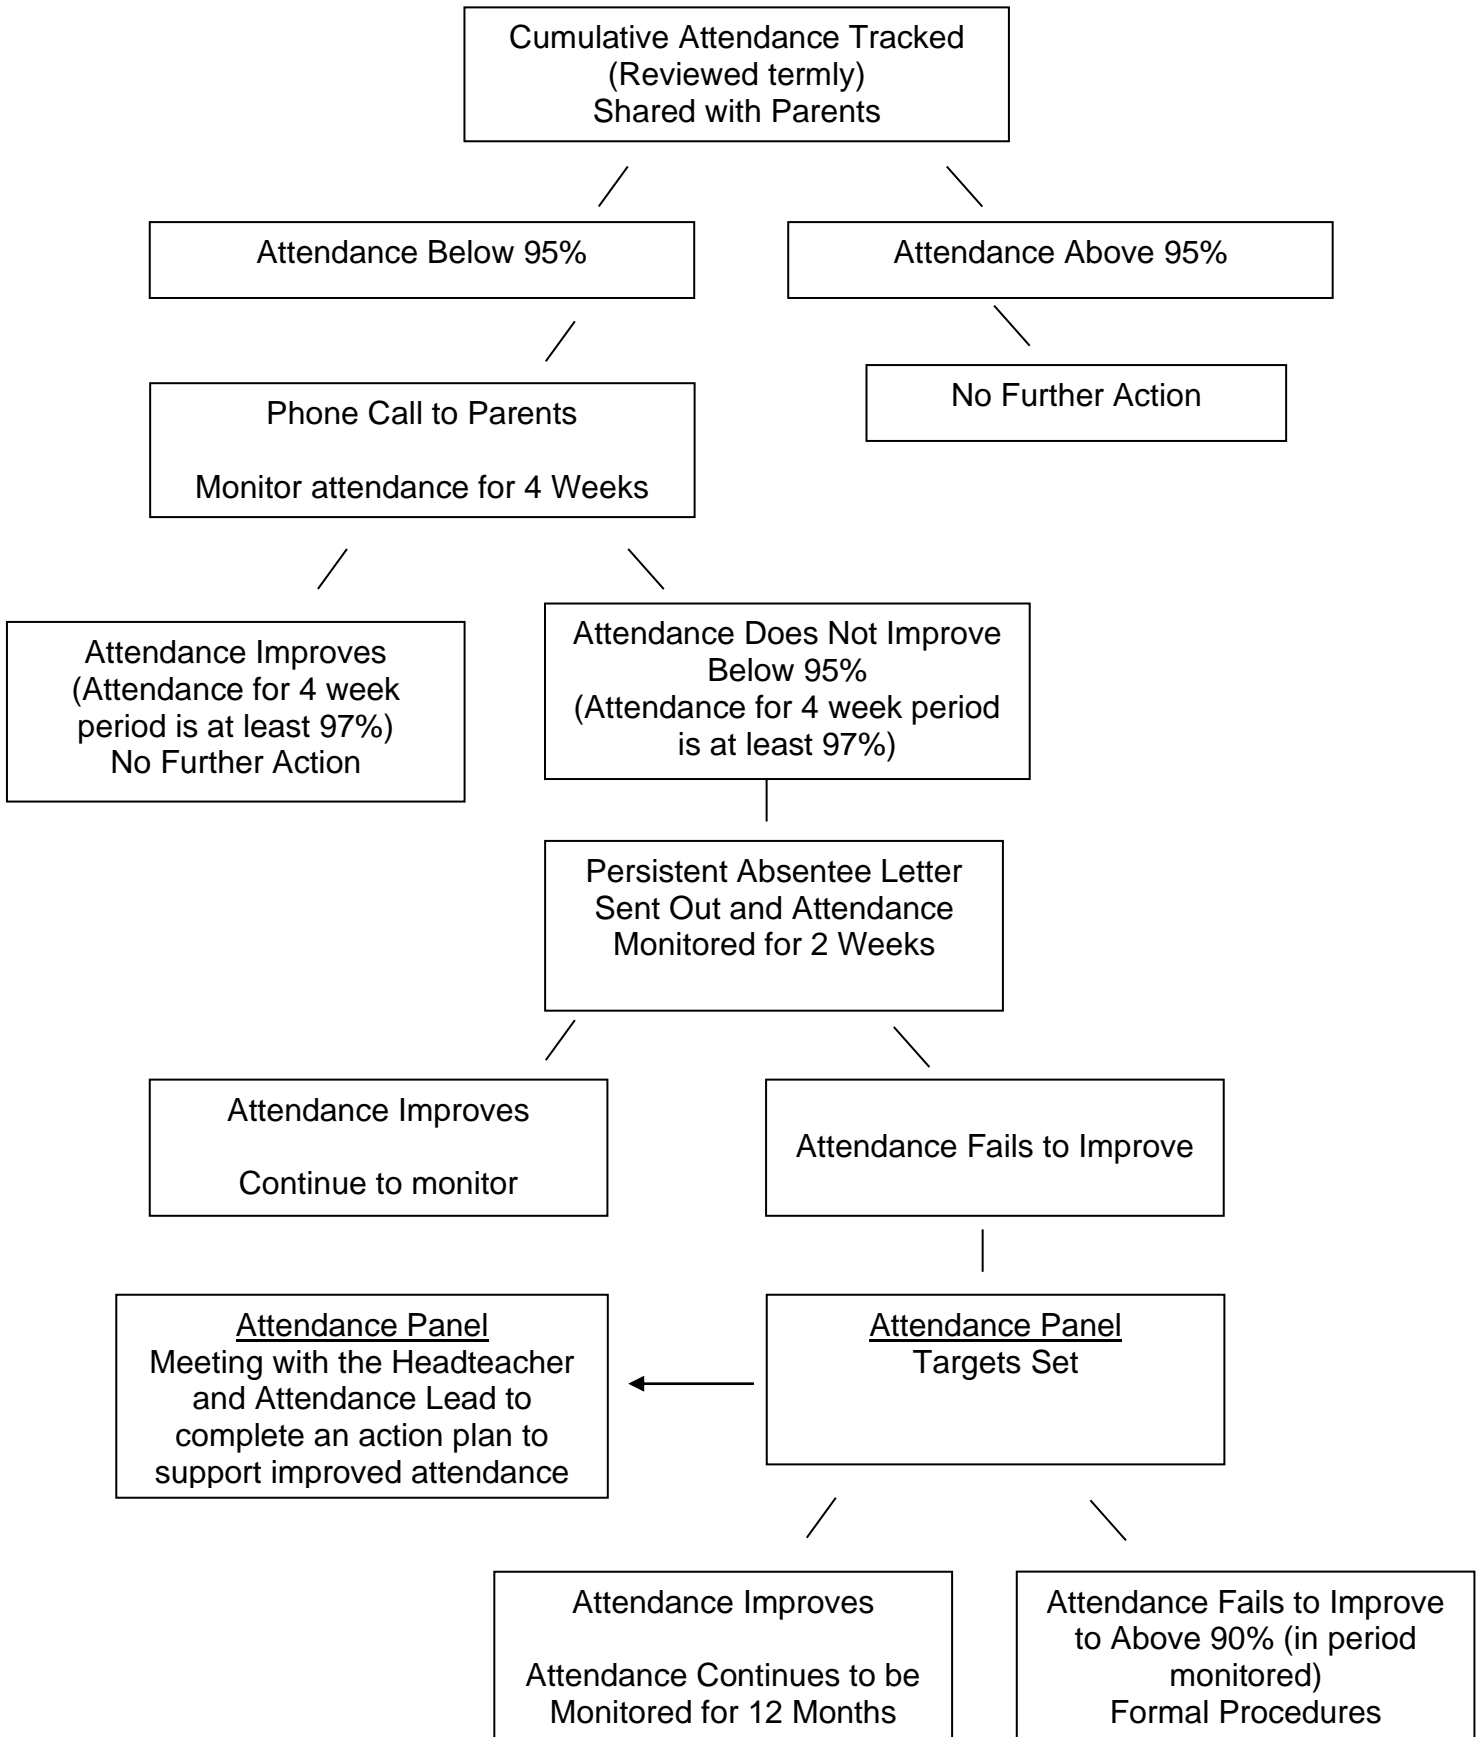 Cumulative Attendance Tracked
(Reviewed termly)
Shared with Parents
Attendance Below 95%
Attendance Above 95%
Phone Call to Parents
Monitor attendance for 4 Weeks
No Further Action
Attendance Improves
(Attendance for 4 week
period is at least 97%)
No Further Action
Attendance Does Not Improve
Below 95%
(Attendance for 4 week period
is at least 97%)
Persistent Absentee Letter
Sent Out and Attendance
Monitored for 2 Weeks
Attendance Improves
Continue to monitor
Attendance Fails to Improve
Attendance Panel
Meeting with the Headteacher
and Attendance Lead to
complete an action plan to
support improved attendance
Attendance Panel
Targets Set
Attendance Improves
Attendance Continues to be
Monitored for 12 Months
Attendance Fails to Improve
to Above 90% (in period
monitored)
Formal Procedures